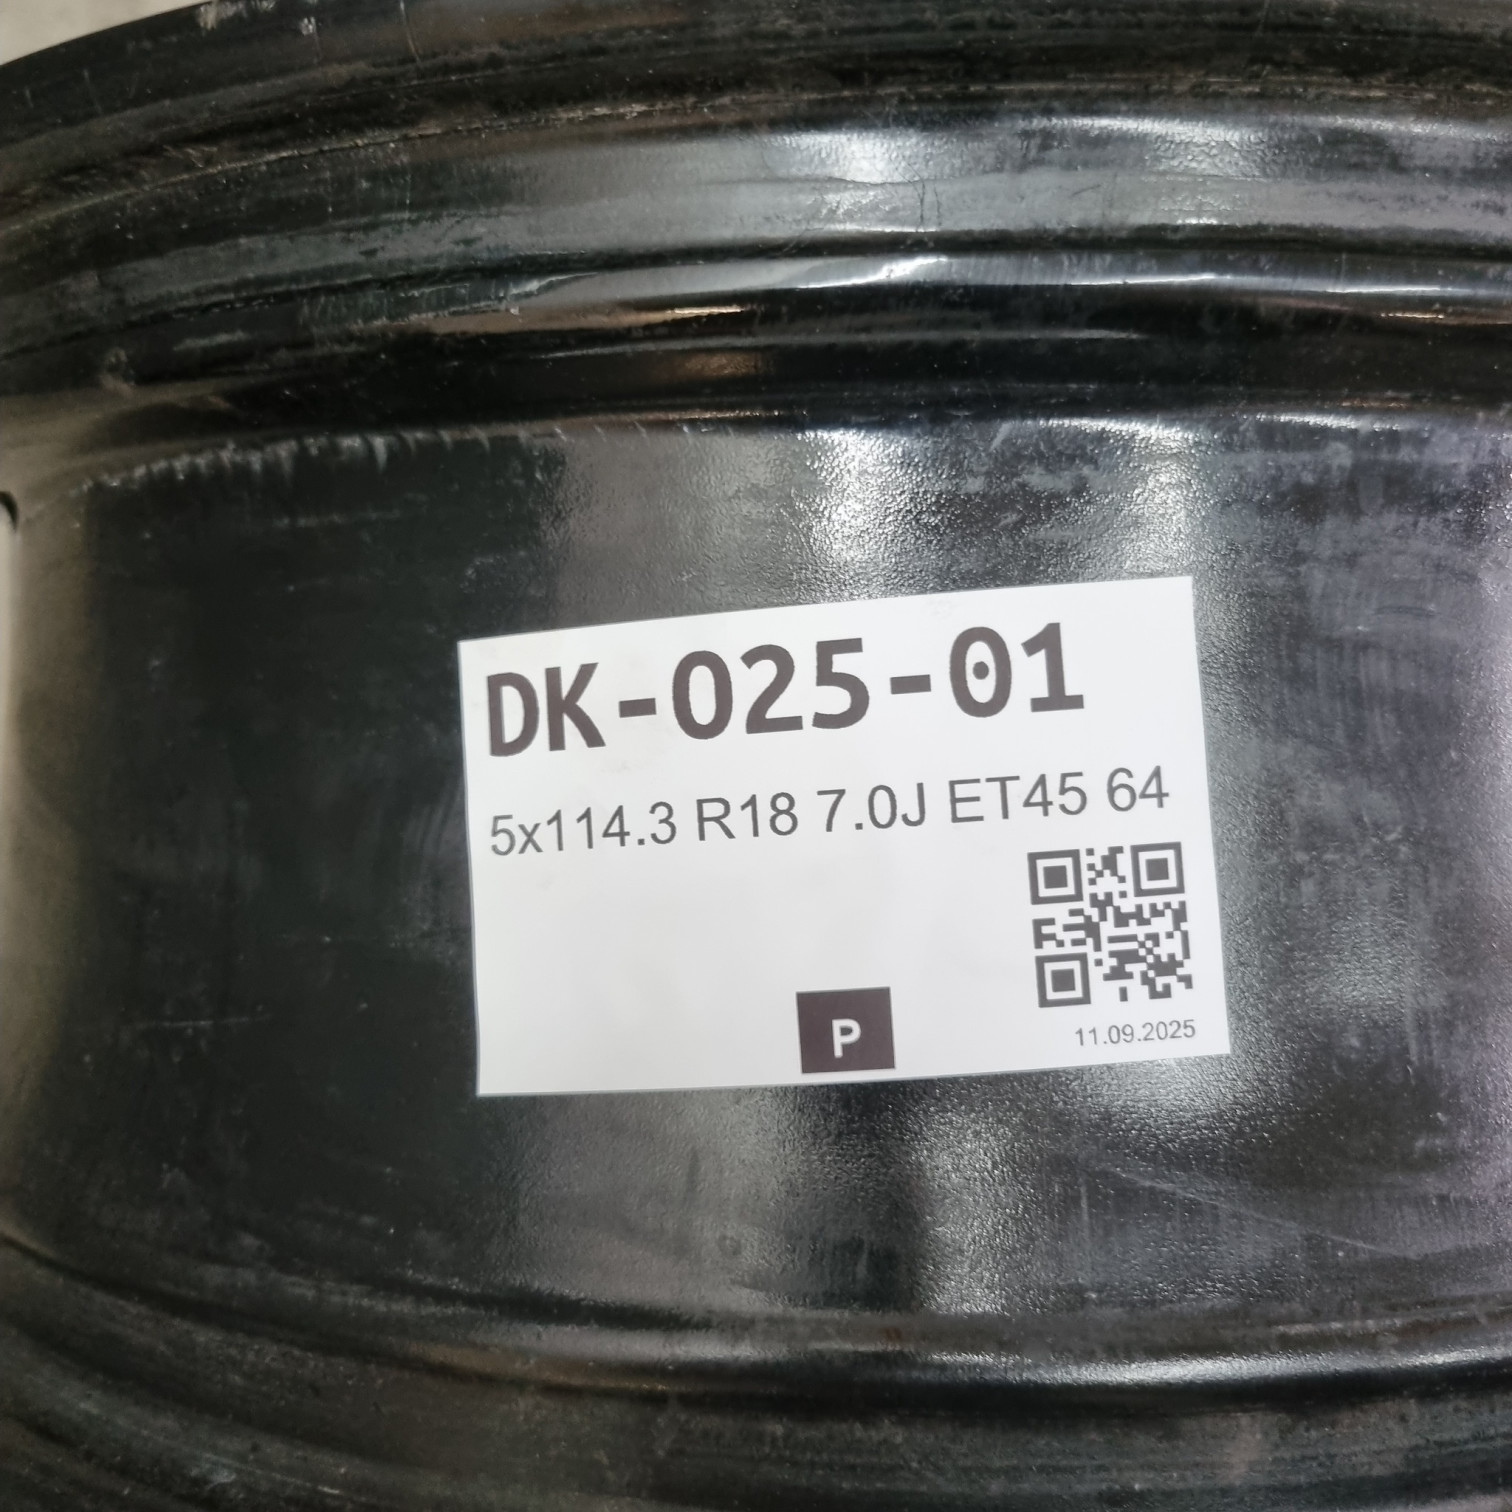 DK-025-01
5x114.3 R18 7.0J ET45 64
P
11.09.2025